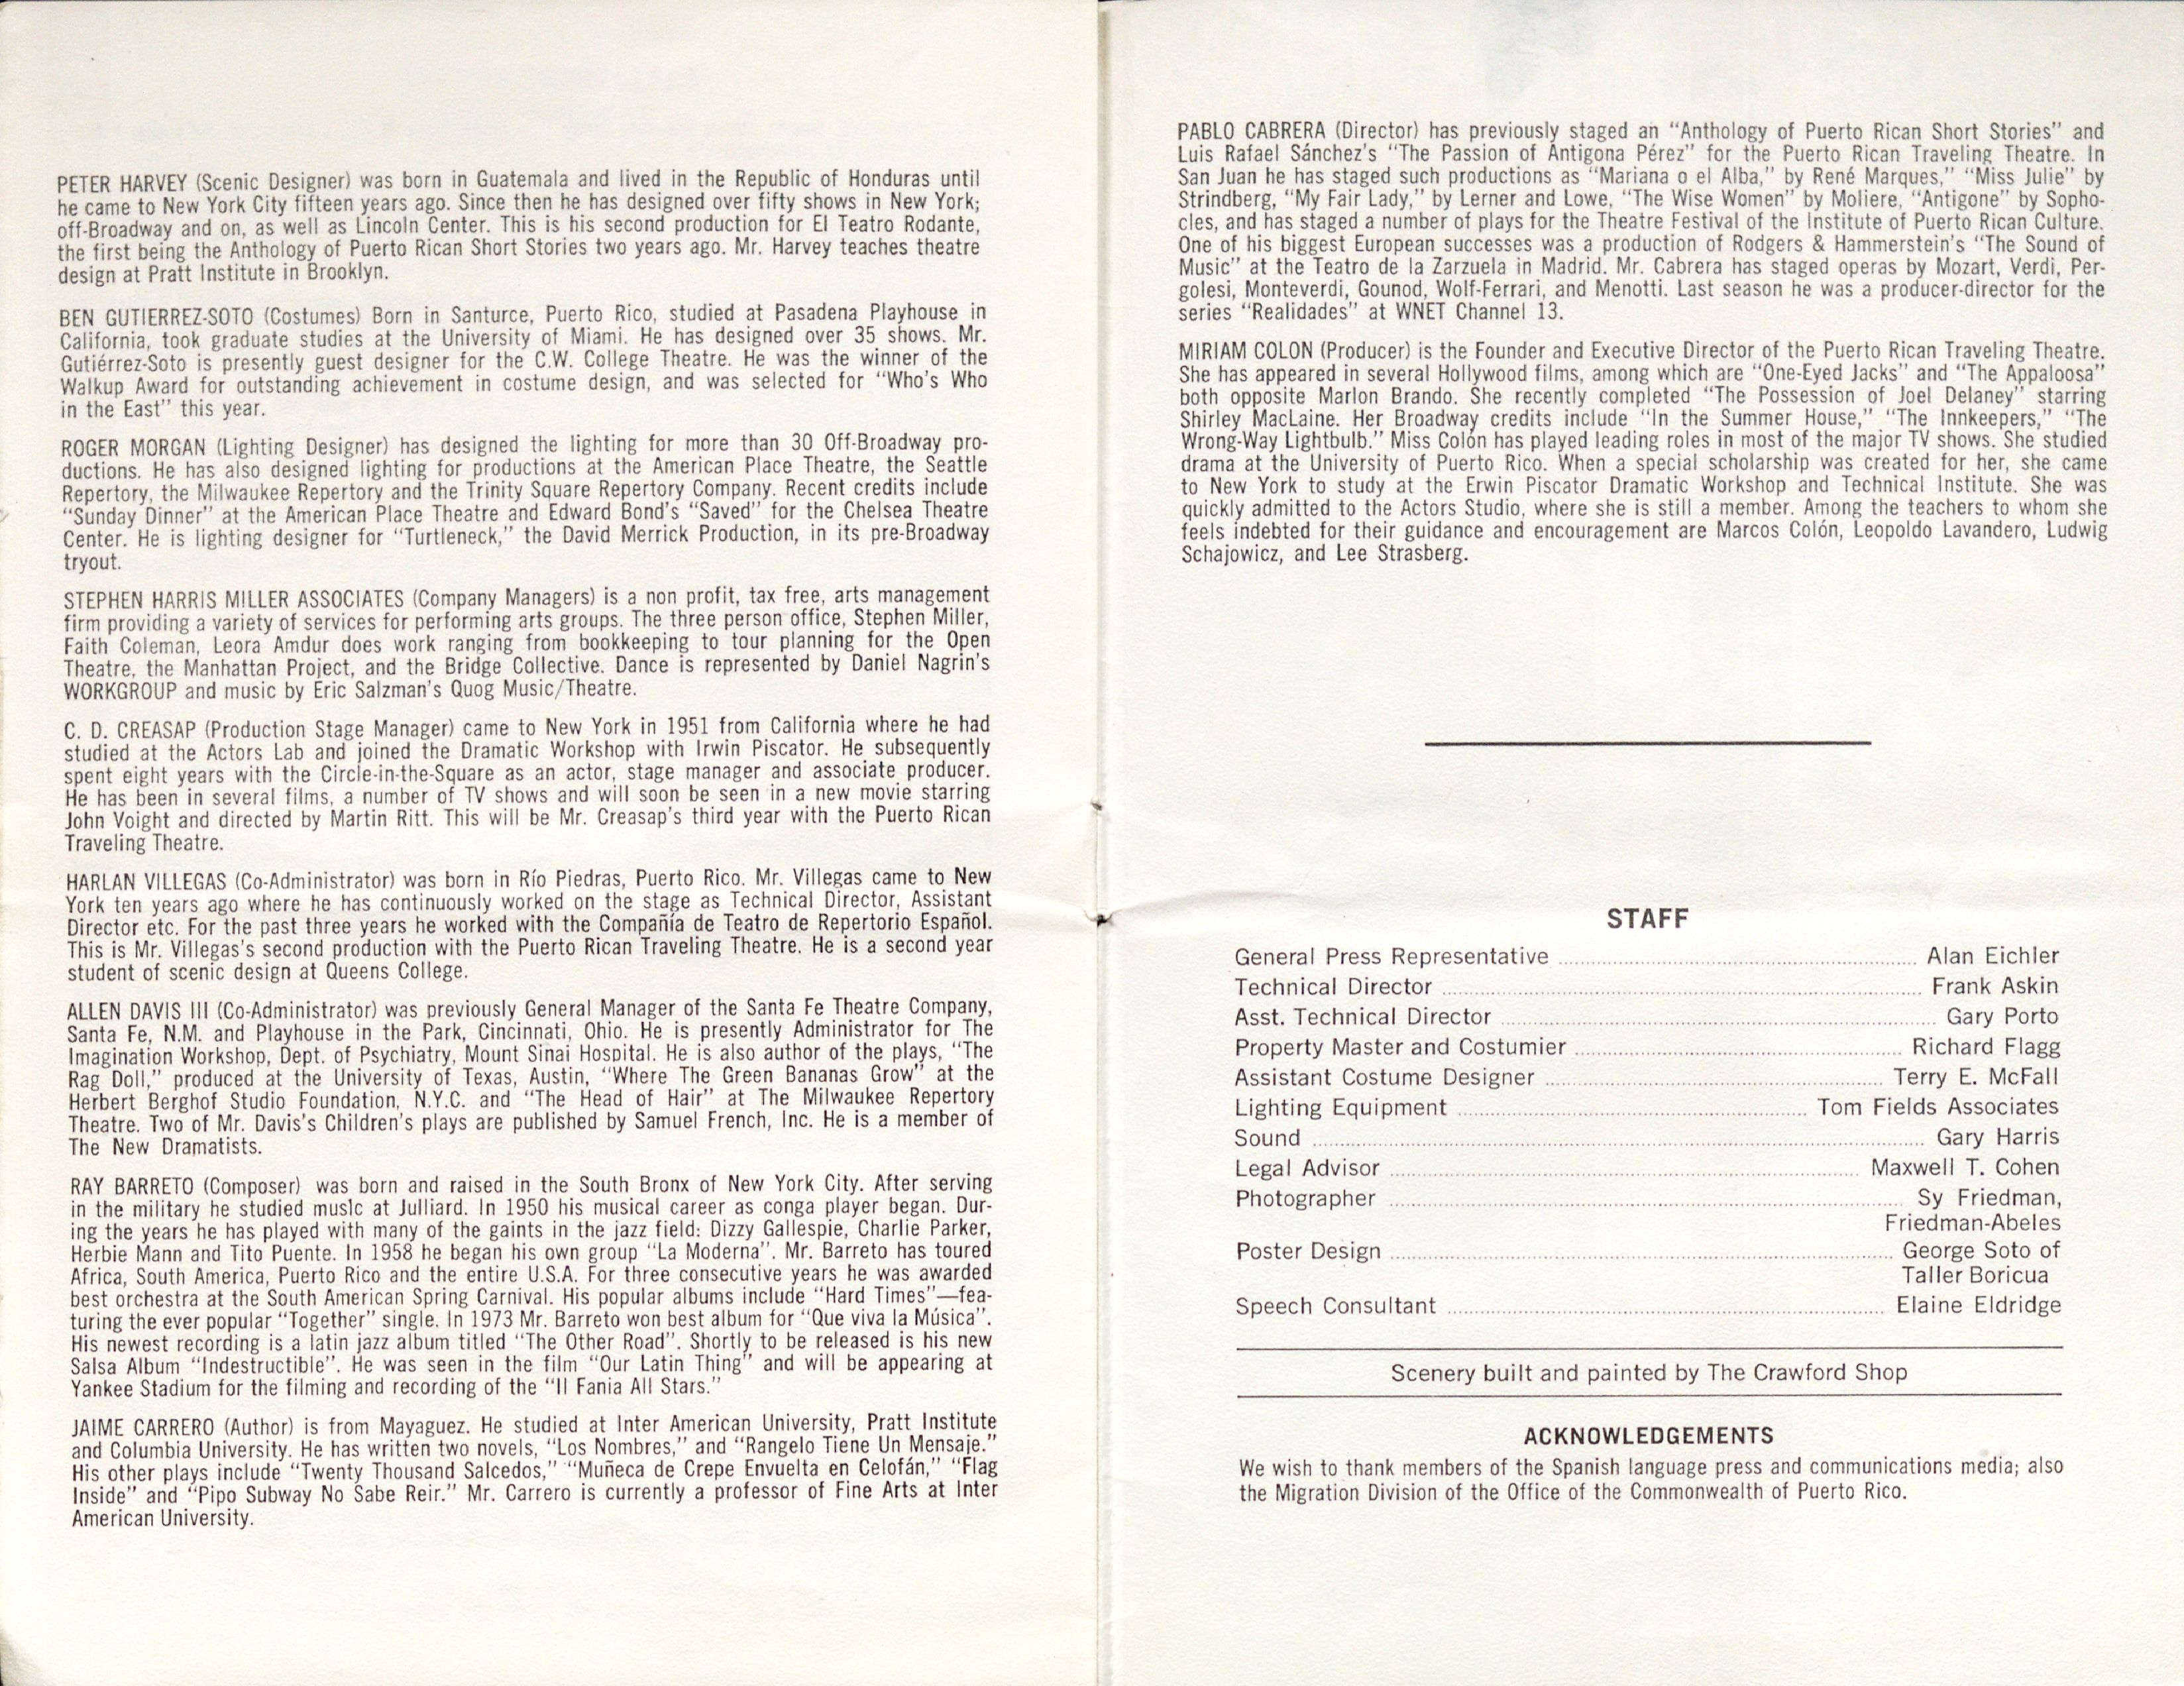 PETER HARVEY (Scenic Designer) was born in Guatemala and lived in the Republic of Honduras until
he came to New York City fifteen years ago. Since then he has designed over fifty shows in New York;
off-Broadway and on, as well as Lincoln Center. This is his second production for El Teatro Rodante,
the first being the Anthology of Puerto Rican Short Stories two years ago. Mr. Harvey teaches theatre
design at Pratt Institute in Brooklyn.
BEN GUTIERREZ-SOTO (Costumes) Born in Santurce, Puerto Rico, studied at Pasadena Playhouse in
California, took graduate studies at the University of Miami. He has designed over 35 shows. Mr.
Gutiérrez-Soto is presently guest designer for the C.W. College Theatre. He was the winner of the
Walkup Award for outstanding achievement in costume design, and was selected for "Who's Who
in the East" this year.
ROGER MORGAN (Lighting Designer) has designed the lighting for more than 30 Off-Broadway pro-
ductions. He has also designed lighting for productions at the American Place Theatre, the Seattle
Repertory, the Milwaukee Repertory and the Trinity Square Repertory Company. Recent credits include
"Sunday Dinner" at the American Place Theatre and Edward Bond's "Saved" for the Chelsea Theatre
Center. He is lighting designer for "Turtleneck," the David Merrick Production, in its pre-Broadway
tryout.
STEPHEN HARRIS MILLER ASSOCIATES (Company Managers) is a non profit, tax free, arts management
firm providing a variety of services for performing arts groups. The three person office, Stephen Miller,
Faith Coleman, Leora Amdur does work ranging from bookkeeping to tour planning for the Open
Theatre, the Manhattan Project, and the Bridge Collective. Dance is represented by Daniel Nagrin's
WORKGROUP and music by Eric Salzman's Quog Music/Theatre.
C. D. CREASAP (Production Stage Manager) came to New York in 1951 from California where he had
studied at the Actors Lab and joined the Dramatic Workshop with Irwin Piscator. He subsequently
spent eight years with the Circle-in-the-Square as an actor, stage manager and associate producer.
He has been in several films, a number of TV shows and will soon be seen in a new movie starring
John Voight and directed by Martin Ritt. This will be Mr. Creasap's third year with the Puerto Rican
Traveling Theatre.
HARLAN VILLEGAS (Co-Administrator) was born in Río Piedras, Puerto Rico. Mr. Villegas came to New
York ten years ago where he has continuously worked on the stage as Technical Director, Assistant
Director etc. For the past three years he worked with the Compañía de Teatro de Repertorio Español.
This is Mr. Villegas's second production with the Puerto Rican Traveling Theatre. He is a second year
student of scenic design at Queens College.
ALLEN DAVIS III (Co-Administrator) was previously General Manager of the Santa Fe Theatre Company,
Santa Fe, N.M. and Playhouse in the Park, Cincinnati, Ohio. He is presently Administrator for The
Imagination Workshop, Dept. of Psychiatry, Mount Sinai Hospital. He is also author of the plays, "The
Rag Doll," produced at the University of Texas, Austin, "Where The Green Bananas Grow" at the
Herbert Berghof Studio Foundation, N.Y.C. and "The Head of Hair" at The Milwaukee Repertory
Theatre. Two of Mr. Davis's Children's plays are published by Samuel French, Inc. He is a member of
The New Dramatists.
RAY BARRETO (Composer) was born and raised in the South Bronx of New York City. After serving
in the military he studied music at Julliard. In 1950 his musical career as conga player began. Dur-
ing the years he has played with many of the gaints in the jazz field: Dizzy Gallespie, Charlie Parker,
Herbie Mann and Tito Puente. In 1958 he began his own group "La Moderna". Mr. Barreto has toured
Africa, South America, Puerto Rico and the entire U.S.A. For three consecutive years he was awarded
best orchestra at the South American Spring Carnival. His popular albums include "Hard Times"—fea-
turing the ever popular "Together" single. In 1973 Mr. Barreto won best album for "Que viva la Música".
His newest recording is a latin jazz album titled "The Other Road". Shortly to be released is his new
Salsa Album "Indestructible". He was seen in the film "Our Latin Thing" and will be appearing at
Yankee Stadium for the filming and recording of the "II Fania All Stars."
JAIME CARRERO (Author) is from Mayaguez. He studied at Inter American University, Pratt Institute
and Columbia University. He has written two novels, "Los Nombres," and "Rangelo Tiene Un Mensaje."
His other plays include "Twenty Thousand Salcedos," "Muñeca de Crepe Envuelta en Celofán," "Flag
Inside" and "Pipo Subway No Sabe Reir." Mr. Carrero is currently a professor of Fine Arts at Inter
American University.
PABLO CABRERA (Director) has previously staged an "Anthology of Puerto Rican Short Stories" and
Luis Rafael Sánchez's "The Passion of Antigona Pérez" for the Puerto Rican Traveling Theatre. In
San Juan he has staged such productions as "Mariana o el Alba," by René Marques," "Miss Julie" by
Strindberg, "My Fair Lady," by Lerner and Lowe, "The Wise Women" by Moliere, "Antigone" by Sopho-
cles, and has staged a number of plays for the Theatre Festival of the Institute of Puerto Rican Culture.
One of his biggest European successes was a production of Rodgers & Hammerstein's "The Sound of
Music" at the Teatro de la Zarzuela in Madrid. Mr. Cabrera has staged operas by Mozart, Verdi, Per-
golesi, Monteverdi, Gounod, Wolf-Ferrari, and Menotti. Last season he was a producer-director for the
series "Realidades" at WNET Channel 13.
MIRIAM COLON (Producer) is the Founder and Executive Director of the Puerto Rican Traveling Theatre.
She has appeared in several Hollywood films, among which are "One-Eyed Jacks" and "The Appaloosa"
both opposite Marlon Brando. She recently completed "The Possession of Joel Delaney" starring
Shirley MacLaine. Her Broadway credits include "In the Summer House," "The Innkeepers," "The
Wrong-Way Lightbulb." Miss Colón has played leading roles in most of the major TV shows. She studied
drama at the University of Puerto Rico. When a special scholarship was created for her, she came
to New York to study at the Erwin Piscator Dramatic Workshop and Technical Institute. She was
quickly admitted to the Actors Studio, where she is still a member. Among the teachers to whom she
feels indebted for their guidance and encouragement are Marcos Colón, Leopoldo Lavandero, Ludwig
Schajowicz, and Lee Strasberg.
STAFF
General Press Representative ........ Alan Eichler
Technical Director ........ Frank Askin
Asst. Technical Director ........ Gary Porto
Property Master and Costumier ........ Richard Flagg
Assistant Costume Designer ........ Terry E. McFall
Lighting Equipment ........ Tom Fields Associates
Sound ........ Gary Harris
Legal Advisor ........ Maxwell T. Cohen
Photographer ........ Sy Friedman,
Friedman-Abeles
Poster Design ........ George Soto of
Taller Boricua
Speech Consultant ........ Elaine Eldridge
Scenery built and painted by The Crawford Shop
ACKNOWLEDGEMENTS
We wish to thank members of the Spanish language press and communications media; also
the Migration Division of the Office of the Commonwealth of Puerto Rico.